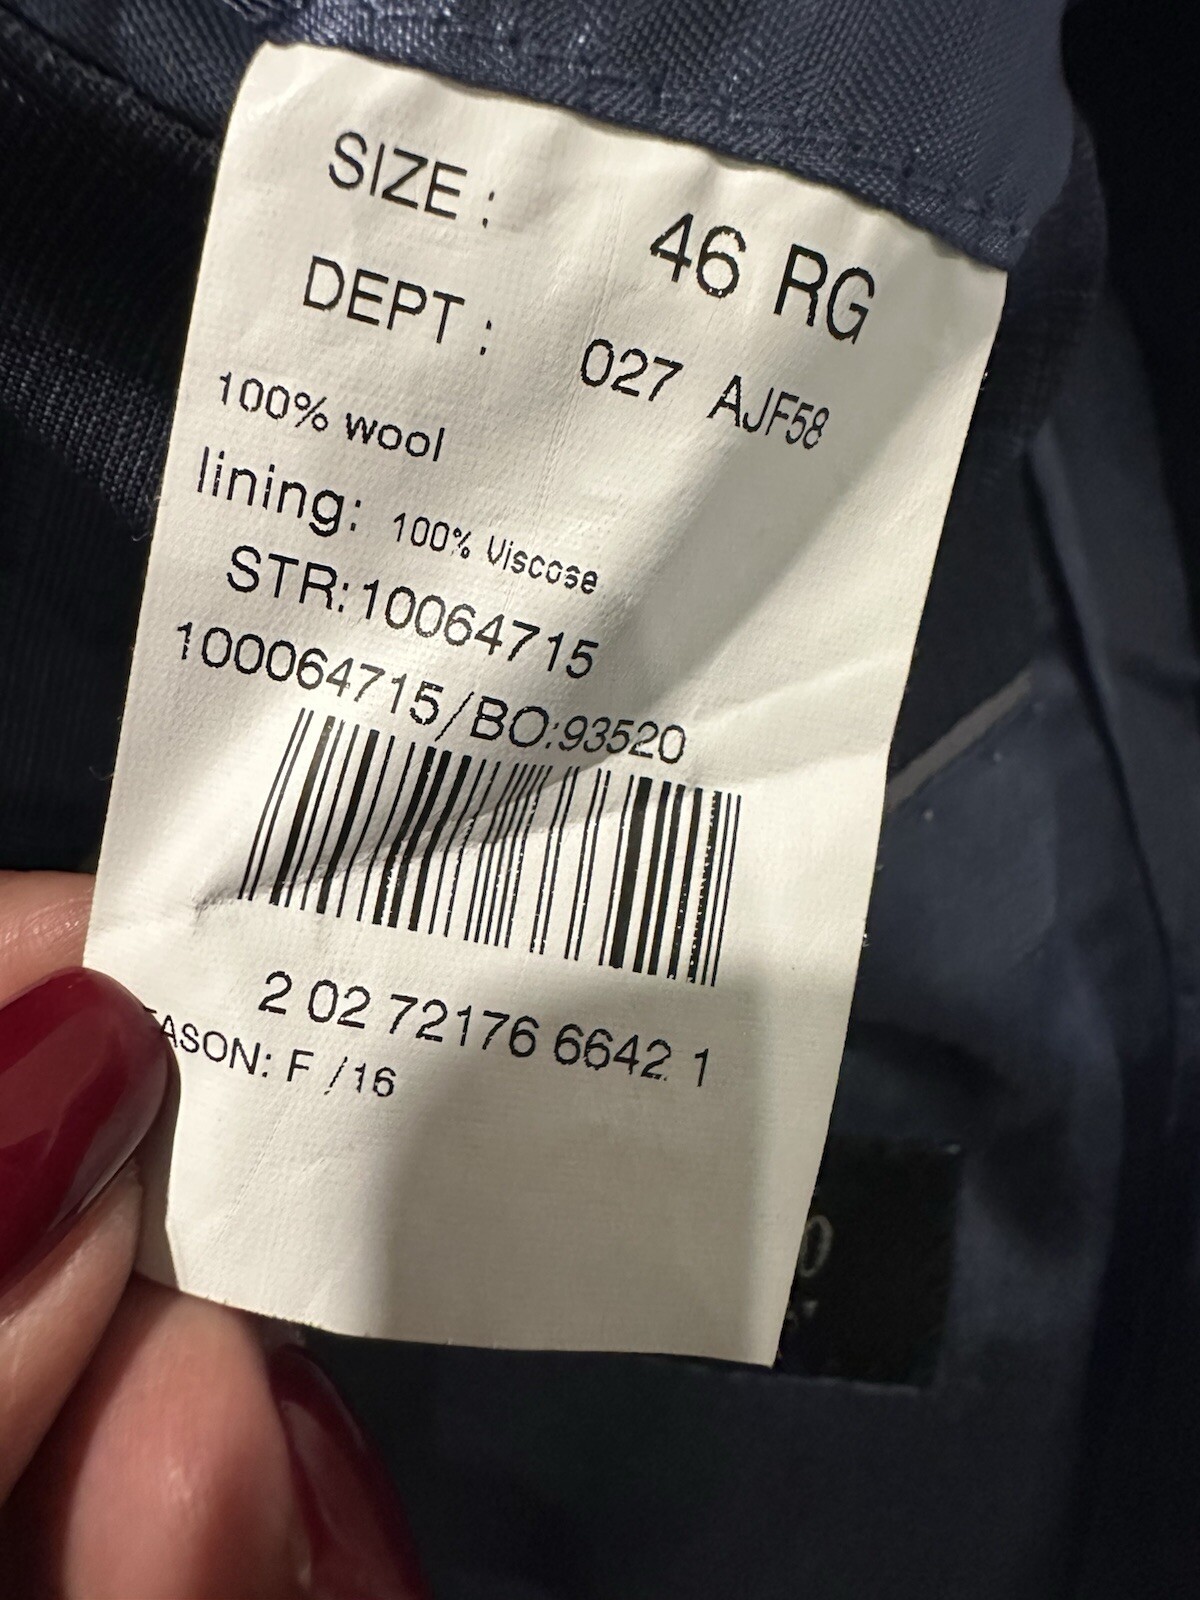 SIZE : 46 RG
DEPT : 027 AJF58
100% wool
lining: 100% Viscose
STR:10064715
100064715/BO:93520
2 02 72176 6642 1
EASON: F /16